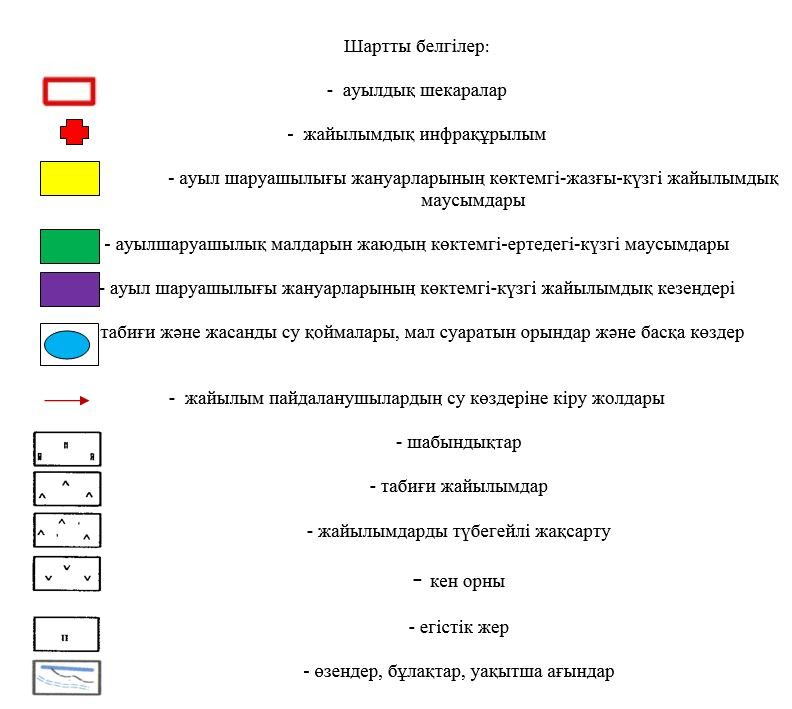 Шартты белгілер:
- ауылдық шекаралар
- жайылымдық инфрақұрылым
- ауыл шаруашылығы жануарларының көктемгі-жазғы-күзгі жайылымдық
маусымдары
- ауылшаруашылық малдарын жаюдың көктемгі-ертедегі-күзгі маусымдары
- ауыл шаруашылығы жануарларының көктемгі-күзгі жайылымдық кезендері
табиғи және жасанды су қоймалары, мал суаратын орындар және басқа көздер
- жайылым пайдаланушылардың су көздеріне кіру жолдары
- шабындықтар
- табиғи жайылымдар
- жайылымдарды түбегейлі жақсарту
- кен орны
- егістік жер
- өзендер, бұлақтар, уақытша ағындар